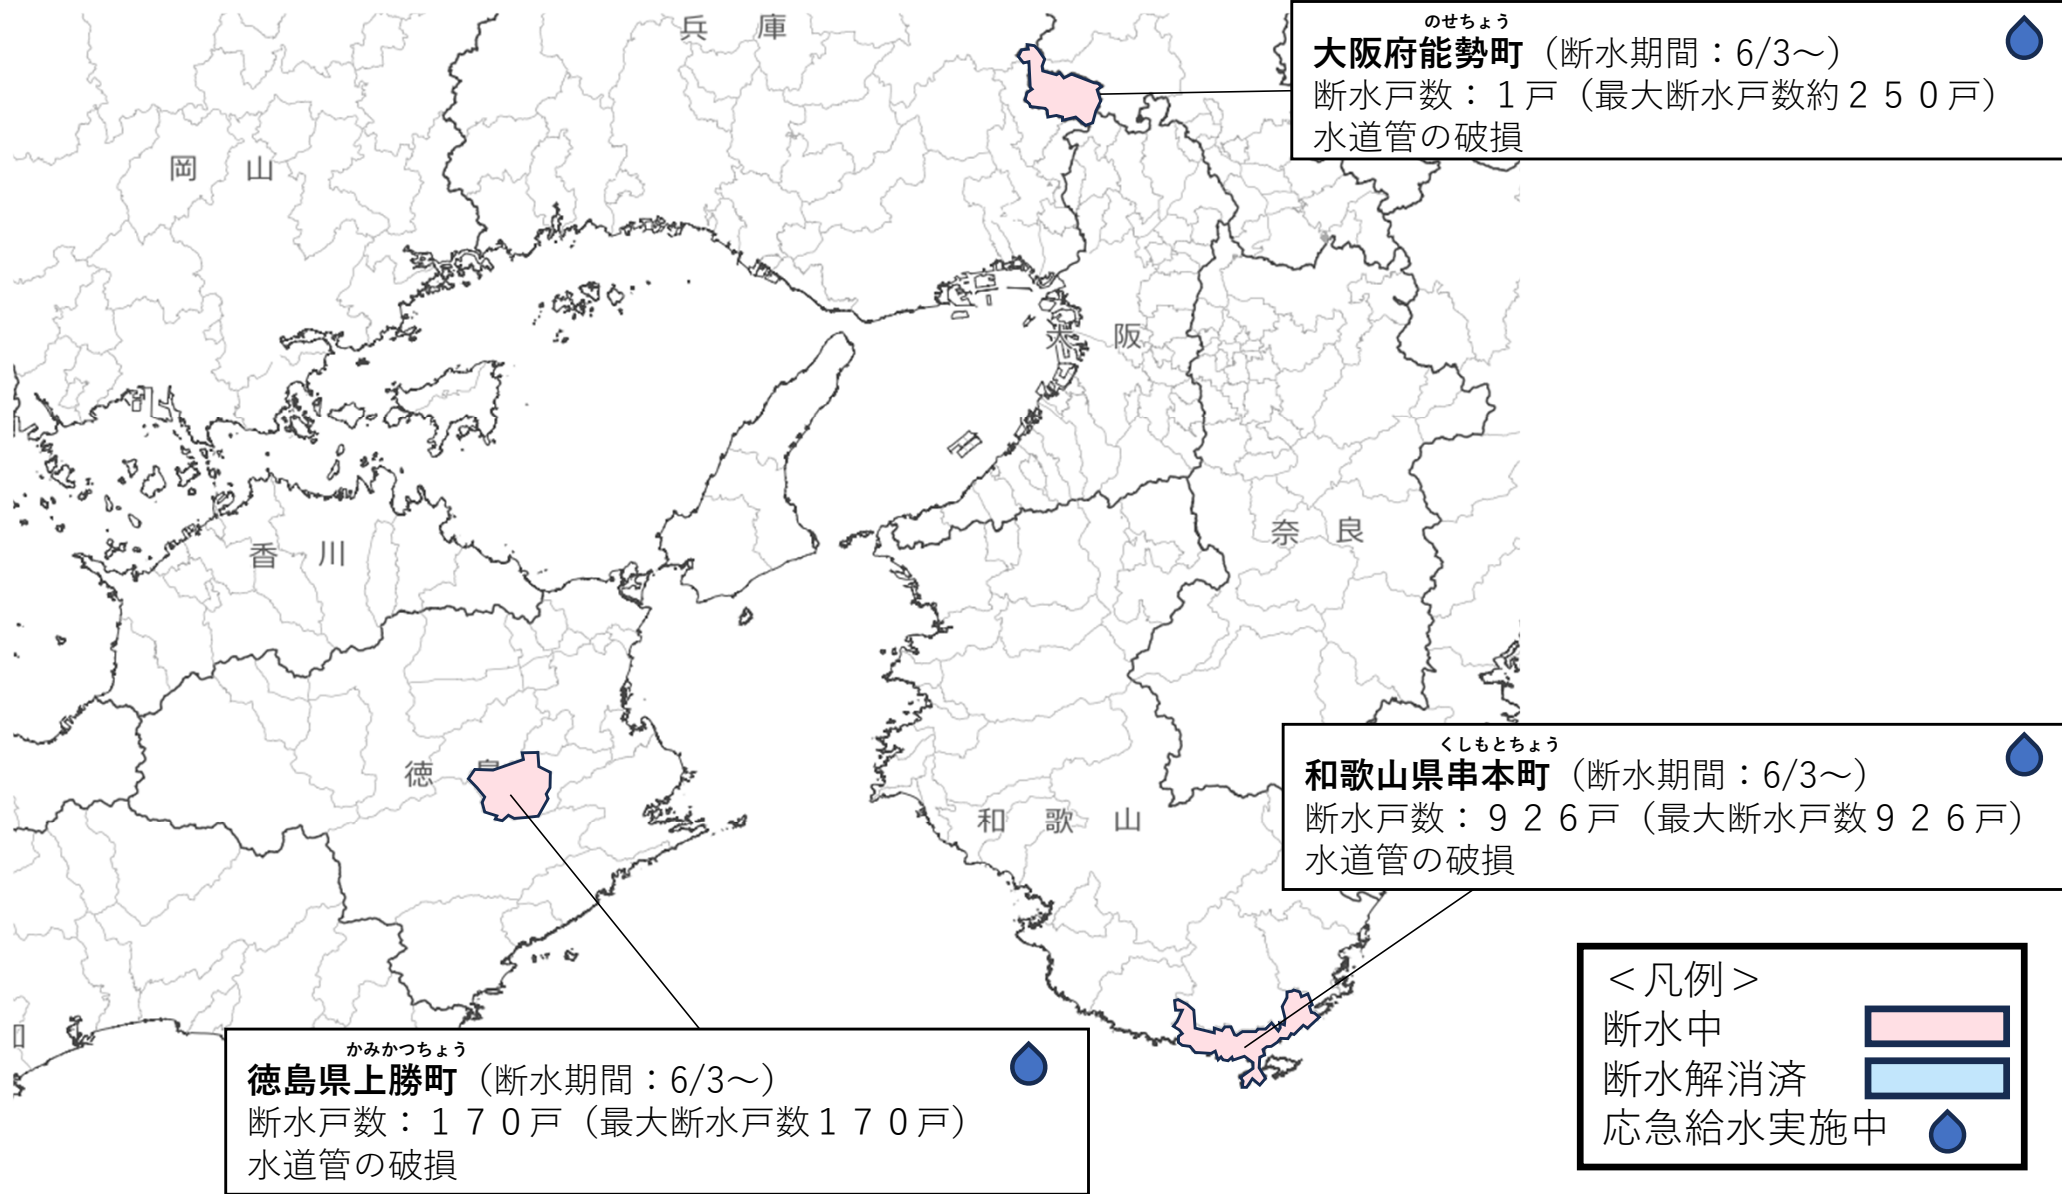 兵庫
のせちょう
大阪府能勢町（断水期間：6/3～）
断水戸数：１戸（最大断水戸数約２５０戸）
水道管の破損
岡山
大阪
香川
奈良
徳島
和歌山
くしもとちょう
和歌山県串本町（断水期間：6/3～）
断水戸数：９２６戸（最大断水戸数９２６戸）
水道管の破損
かみかつちょう
徳島県上勝町（断水期間：6/3～）
断水戸数：１７０戸（最大断水戸数１７０戸）
水道管の破損
＜凡例＞
断水中
断水解消済
応急給水実施中